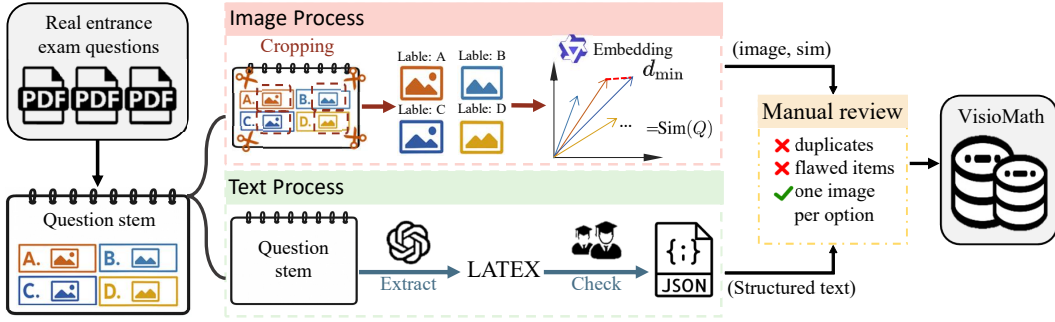 Real entrance
exam questions
PDF PDF PDF
Question stem
A. B.
C. D.
Image Process
Cropping
A. B.
C. D.
Lable: A Lable: B
Lable: C Lable: D
Embedding
d_min
... =Sim(Q)
Text Process
Question
stem
Extract
LATEX
Check
{;}
JSON
(image, sim)
Manual review
duplicates
flawed items
one image
per option
(Structured text)
VisioMath